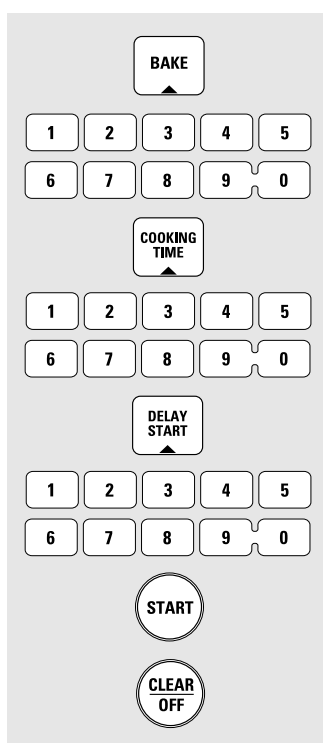 BAKE
1 2 3 4 5
6 7 8 9 0
COOKING
TIME
1 2 3 4 5
6 7 8 9 0
DELAY
START
1 2 3 4 5
6 7 8 9 0
START
CLEAR
OFF